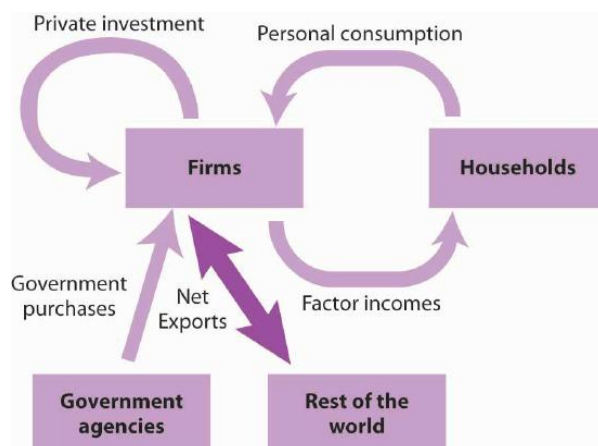 Private investment
Personal consumption
Firms
Households
Government
purchases
Net
Exports
Factor incomes
Government
agencies
Rest of the
world